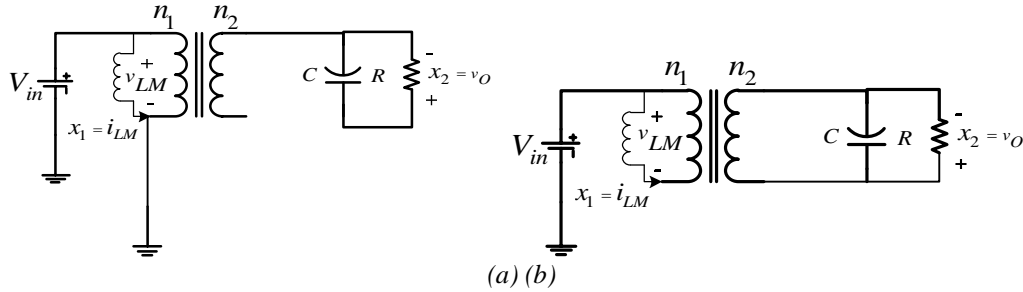 n1 n2
Vin
+
+
vLM
-
x1 = iLM
C R
-
x2 = vO
+
n1 n2
Vin
+
+
vLM
-
x1 = iLM
C R
-
x2 = vO
+
(a) (b)